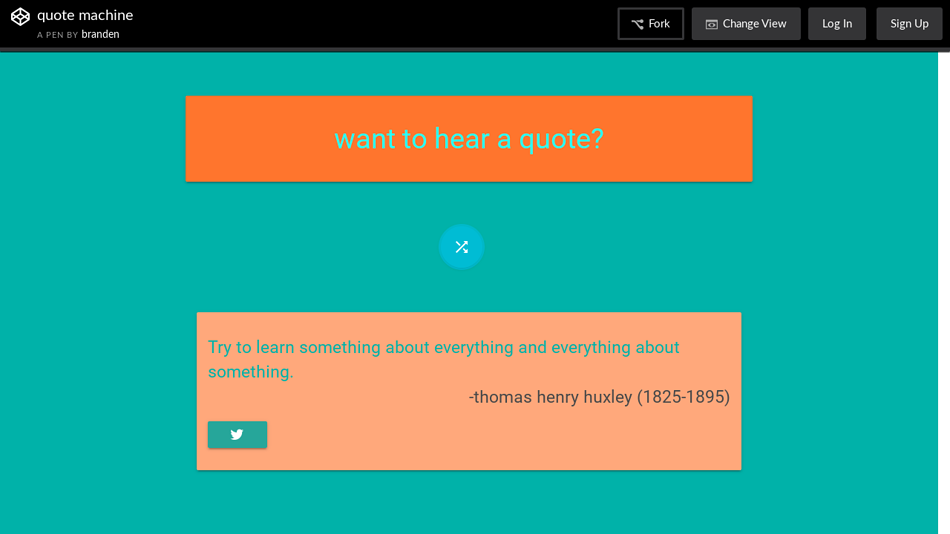 quote machine
A PEN BY branden
Fork
Change View
Log In
Sign Up
want to hear a quote?
Try to learn something about everything and everything about
something.
-thomas henry huxley (1825-1895)